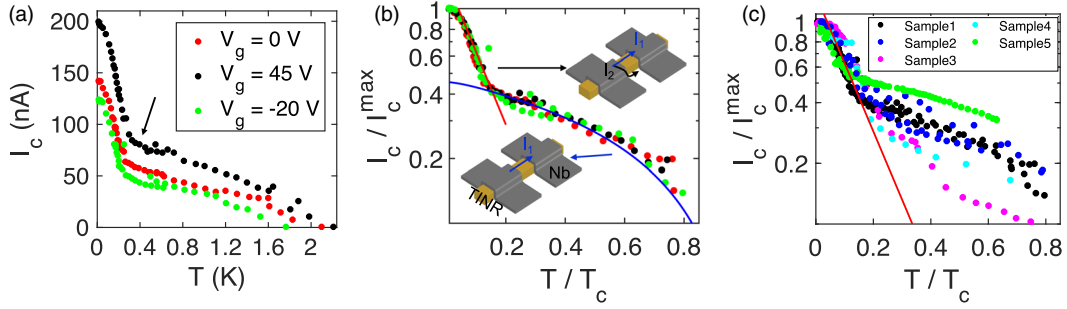 (a)
I_c (nA)
200
150
100
50
0
0
0.4
0.8
1.2
1.6
2
T (K)
V_g = 0 V
V_g = 45 V
V_g = -20 V
(b)
I_c / I_c^max
1
0.8
0.6
0.4
0.2
0.2
0.4
0.6
0.8
T / T_c
I_1
I_2
I_1
Nb
TINR
(c)
I_c / I_c^max
1
0.8
0.6
0.4
0.2
0
0.2
0.4
0.6
0.8
T / T_c
Sample1
Sample2
Sample3
Sample4
Sample5